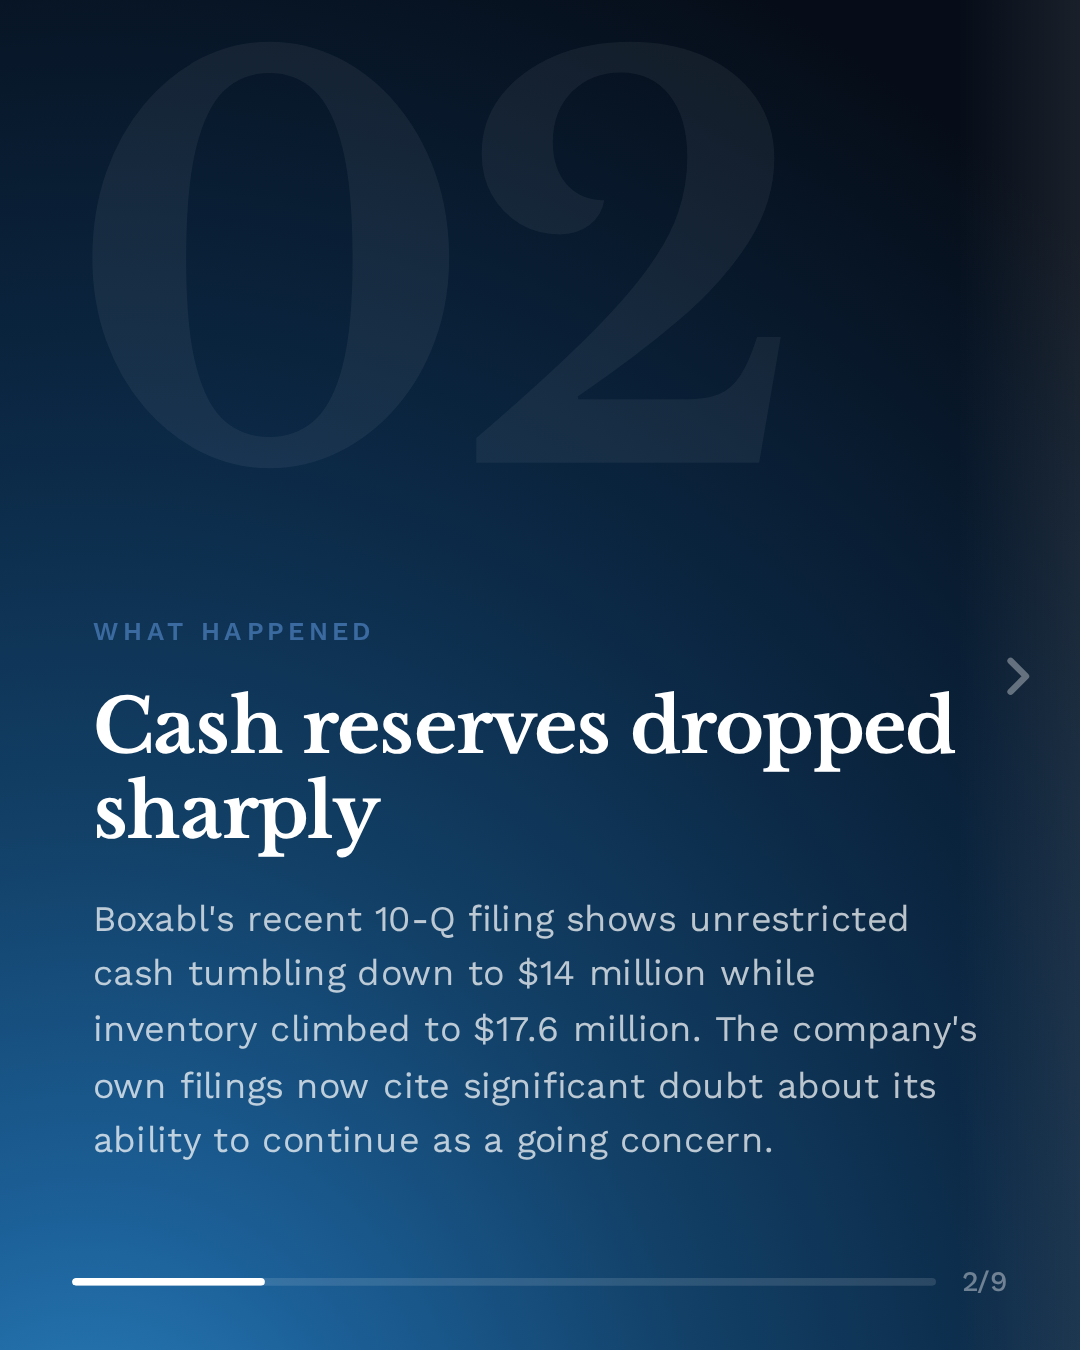 02
WHAT HAPPENED
Cash reserves dropped
sharply
Boxabl's recent 10-Q filing shows unrestricted
cash tumbling down to $14 million while
inventory climbed to $17.6 million. The company's
own filings now cite significant doubt about its
ability to continue as a going concern.
2/9